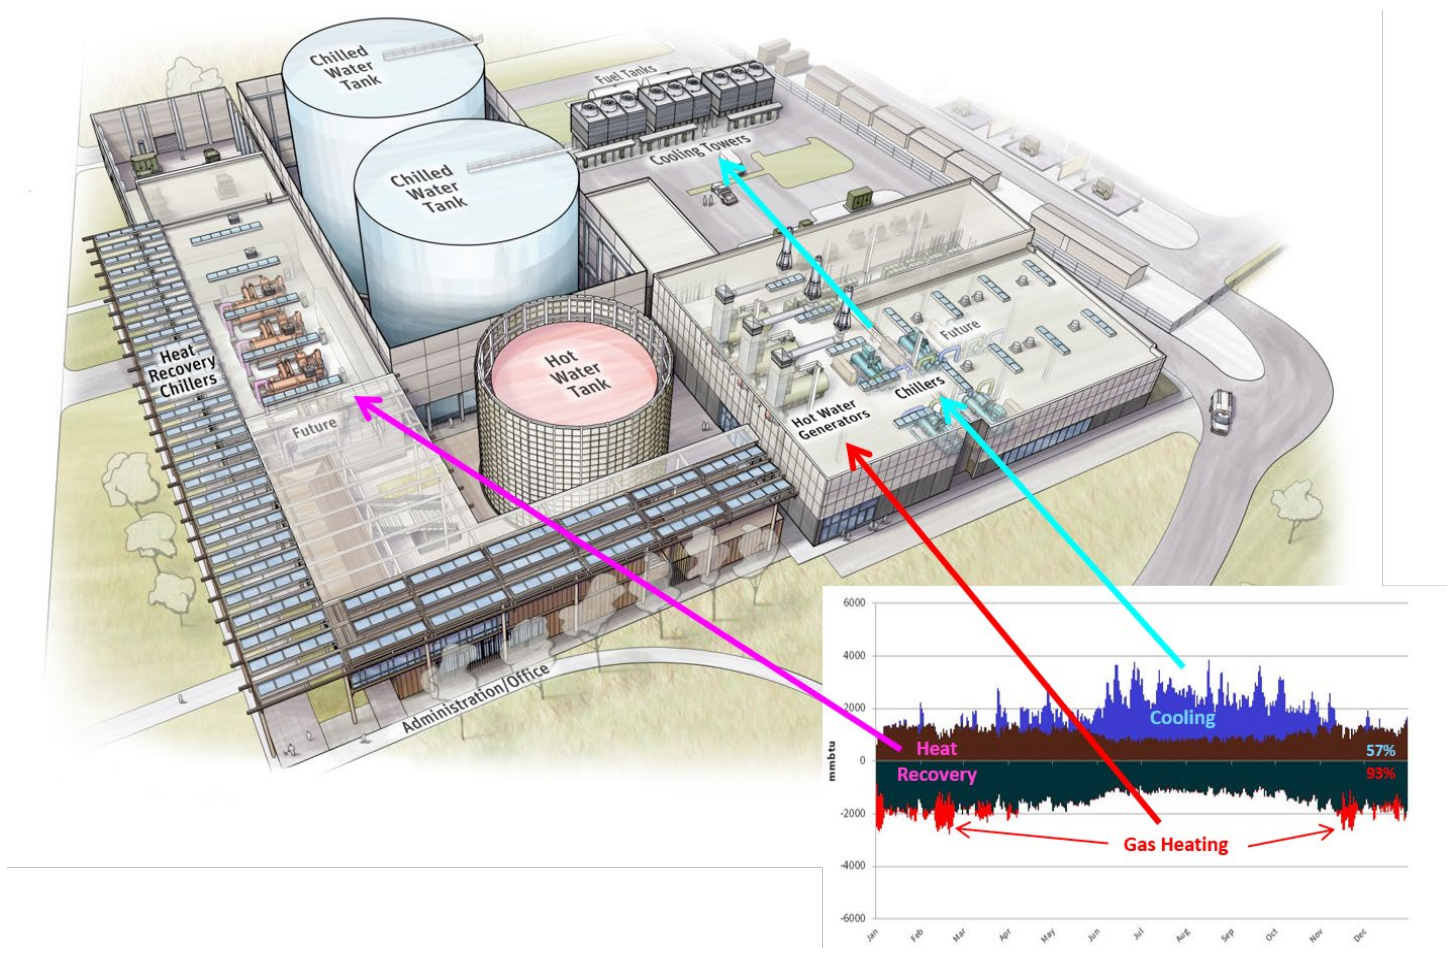 Chilled
Water
Tank
Chilled
Water
Tank
Fuel Tanks
Cooling Towers
Heat
Recovery
Chillers
Future
Hot
Water
Tank
Future
Chillers
Hot Water
Generators
Administration/Office
6000
4000
2000
0
-2000
-4000
-6000
mmbtu
Cooling
Heat
Recovery
57%
93%
Gas Heating
Jan
Feb
Mar
Apr
May
Jun
Jul
Aug
Sep
Oct
Nov
Dec